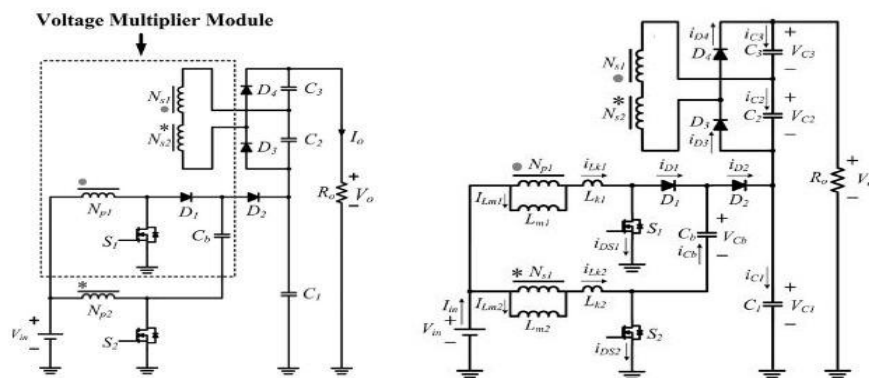 Voltage Multiplier Module
Ns1
*
Ns2
D4
C3
D3
C2
Io
Ro
+
Vo
−
Np1
D1
D2
S1
Cb
*
Np2
C1
+
Vin
−
S2
iD4
D4
iC3
C3
+
VC3
−
Ns1
*
Ns2
D3
iD3
iC2
C2
+
VC2
−
Np1
iLk1
iD1
iD2
ILm1
Lm1
Lk1
D1
D2
Ro
+
−
S1
iDS1
Cb
iCb
+
VCb
−
*
Ns1
iLk2
Iin
ILm2
Lm2
Lk2
+
Vin
−
S2
iDS2
iC1
C1
+
VC1
−